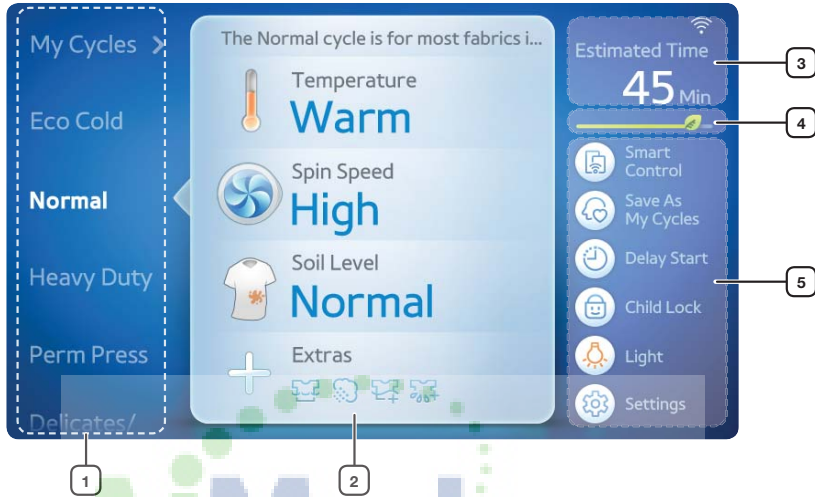 My Cycles
Eco Cold
Normal
Heavy Duty
Perm Press
Delicates/
The Normal cycle is for most fabrics i...
Temperature
Warm
Spin Speed
High
Soil Level
Normal
Extras
Estimated Time
45 Min
Smart
Control
Save As
My Cycles
Delay Start
Child Lock
Light
Settings
1
2
3
4
5